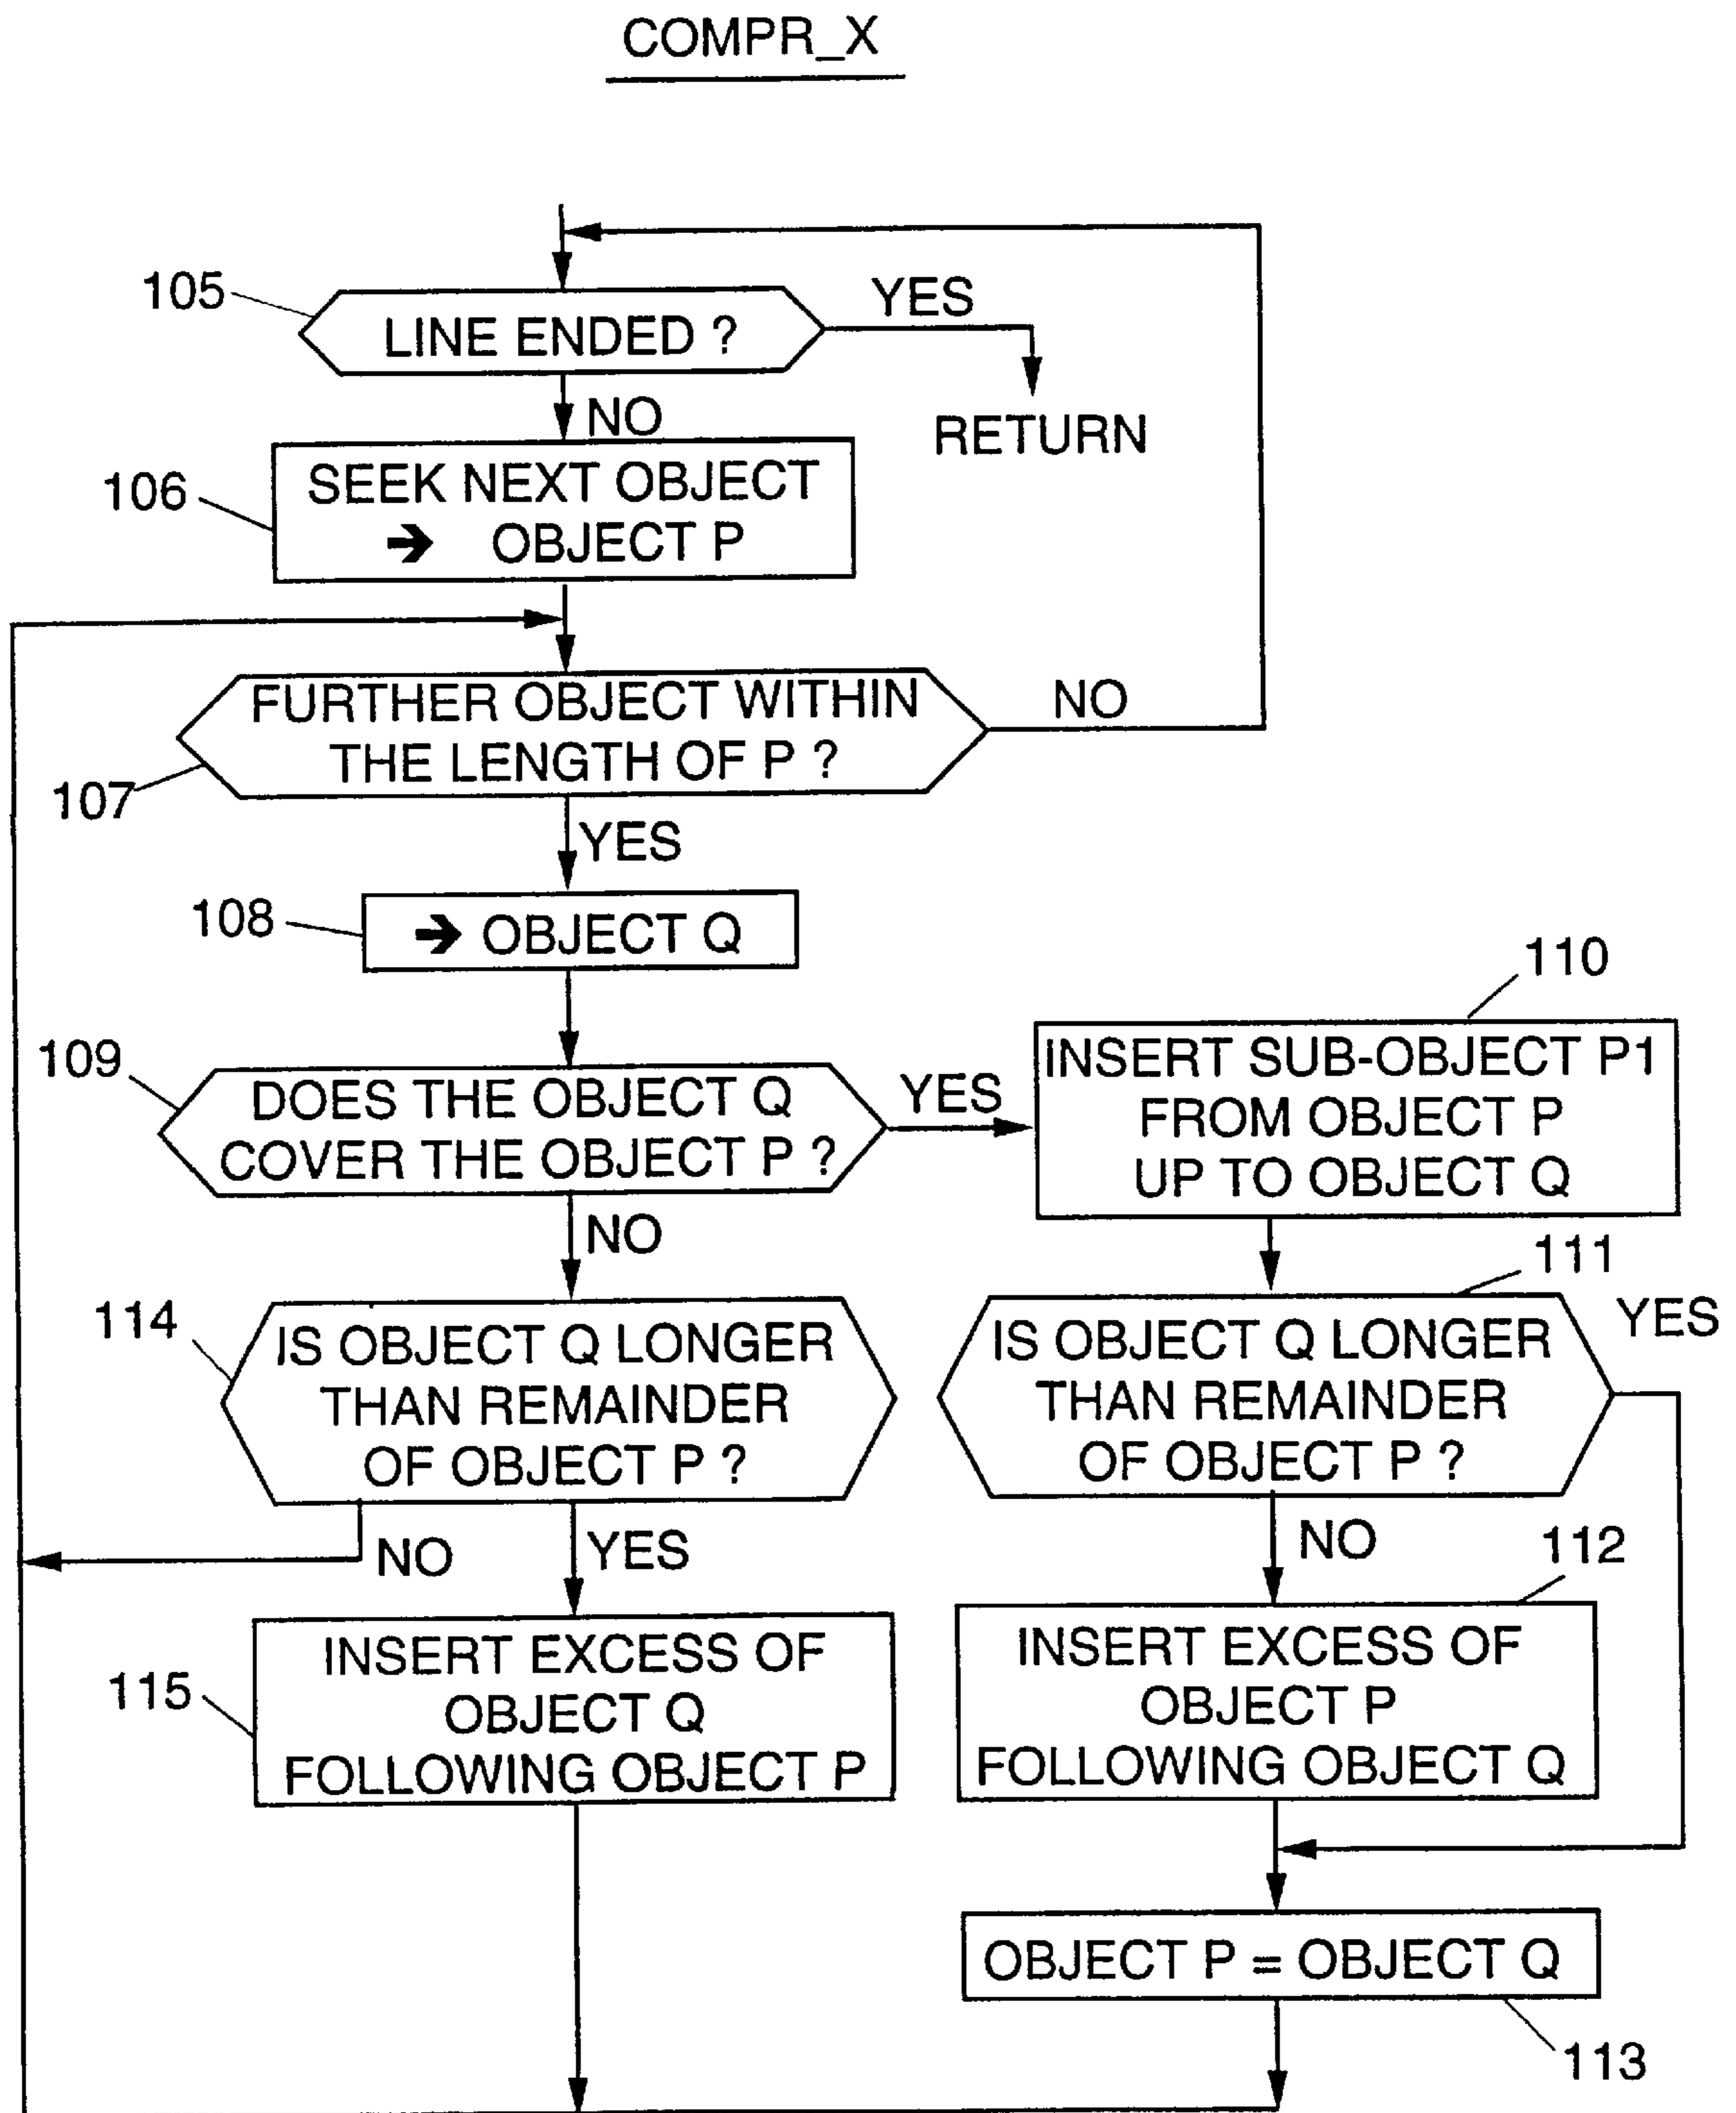 COMPR_X
105
LINE ENDED ?
YES
NO
RETURN
106
SEEK NEXT OBJECT
➔ OBJECT P
FURTHER OBJECT WITHIN
THE LENGTH OF P ?
NO
107
YES
108
➔ OBJECT Q
109
DOES THE OBJECT Q
COVER THE OBJECT P ?
YES
NO
110
INSERT SUB-OBJECT P1
FROM OBJECT P
UP TO OBJECT Q
114
IS OBJECT Q LONGER
THAN REMAINDER
OF OBJECT P ?
NO
YES
111
IS OBJECT Q LONGER
THAN REMAINDER
OF OBJECT P ?
YES
NO
115
INSERT EXCESS OF
OBJECT Q
FOLLOWING OBJECT P
112
INSERT EXCESS OF
OBJECT P
FOLLOWING OBJECT Q
OBJECT P = OBJECT Q
113